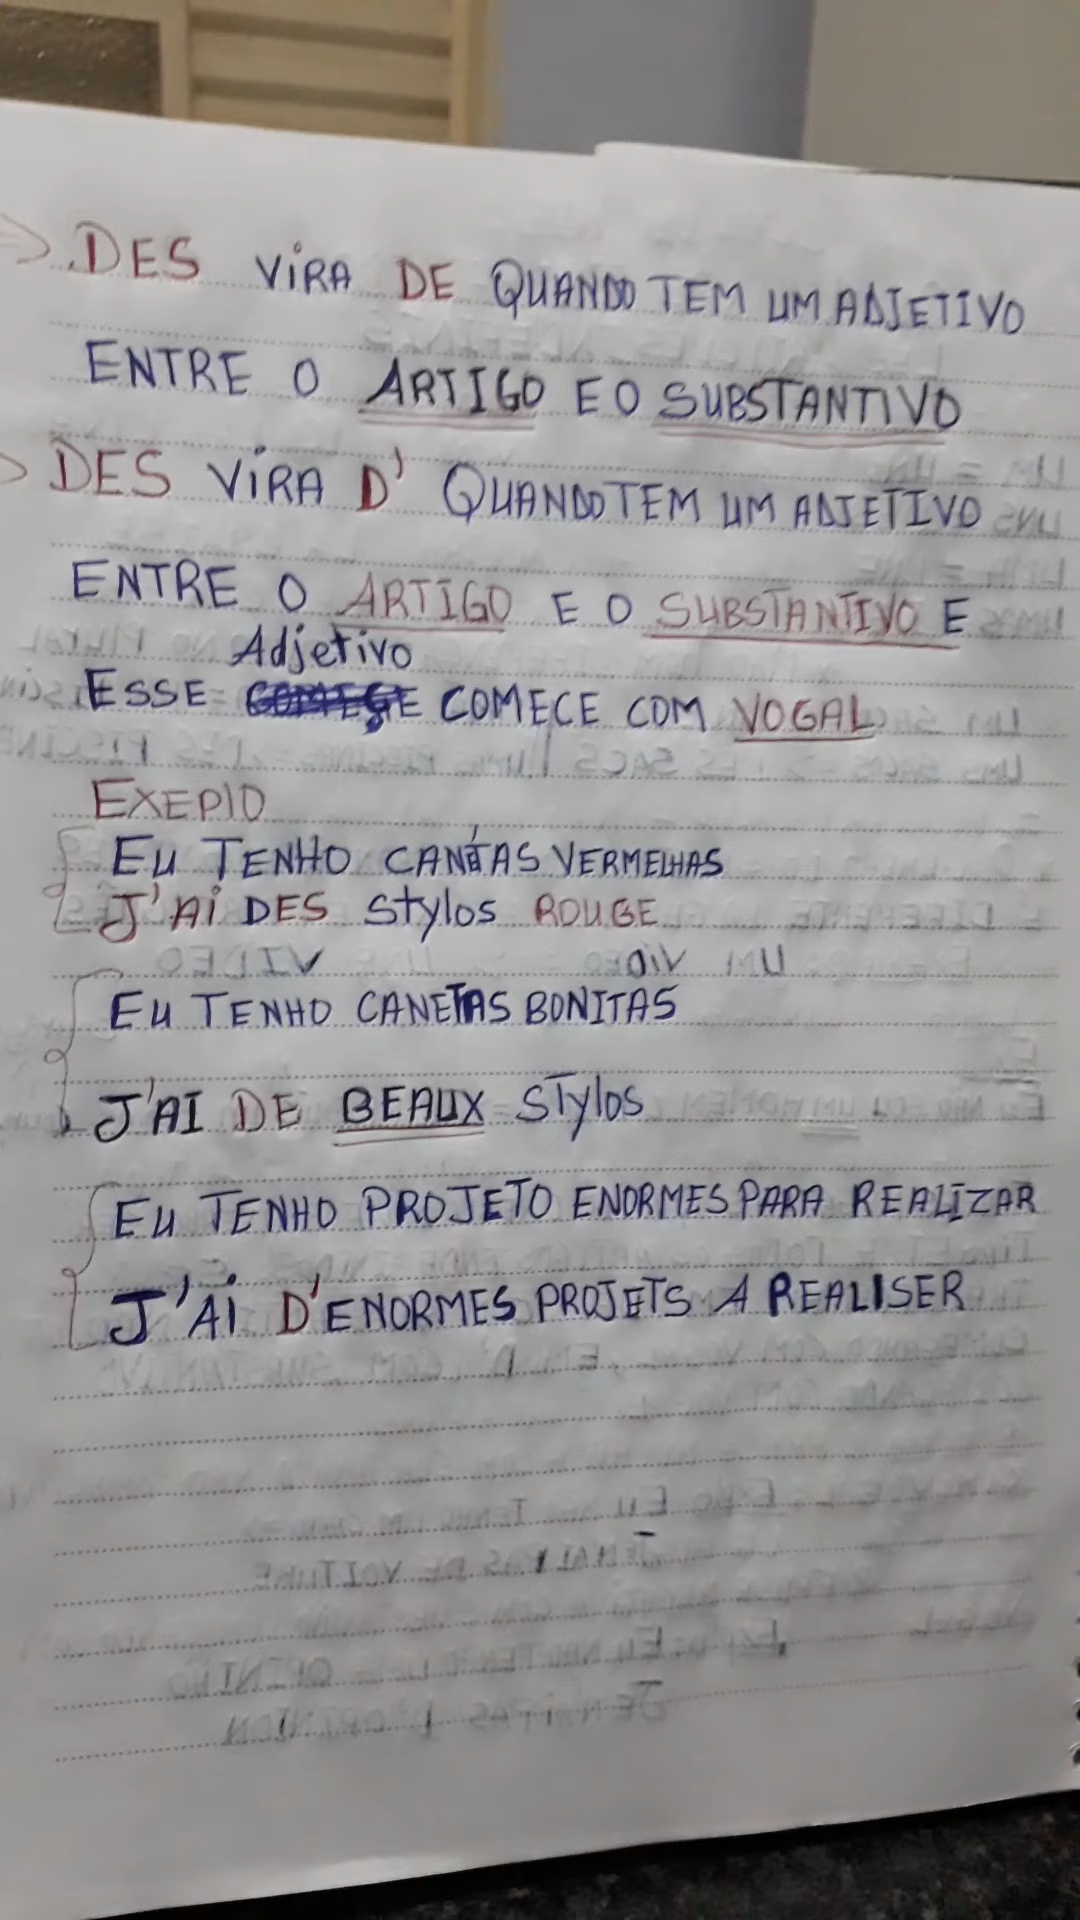 DES ViRA DE QUANDO TEM UM ADJETIVO
ENTRE O ARTIGO E O SUBSTANTIVO
DES ViRA D' QUANDO TEM UM ADJETIVO
ENTRE O ARTIGO E O SUBSTANTIVO E
Adjetivo
ESSE COMECE COM VOGAL
EXEPLO
EU TENHO CANÉTAS VERMELHAS
J'Ai DES Stylos ROUGE
EU TENHO CANETAS BONITAS
J'AI DE BEAUX STylos
EU TENHO PROJETO ENORMES PARA REALIZAR
J'Ai D'ENORMES PROJETS A REALISER